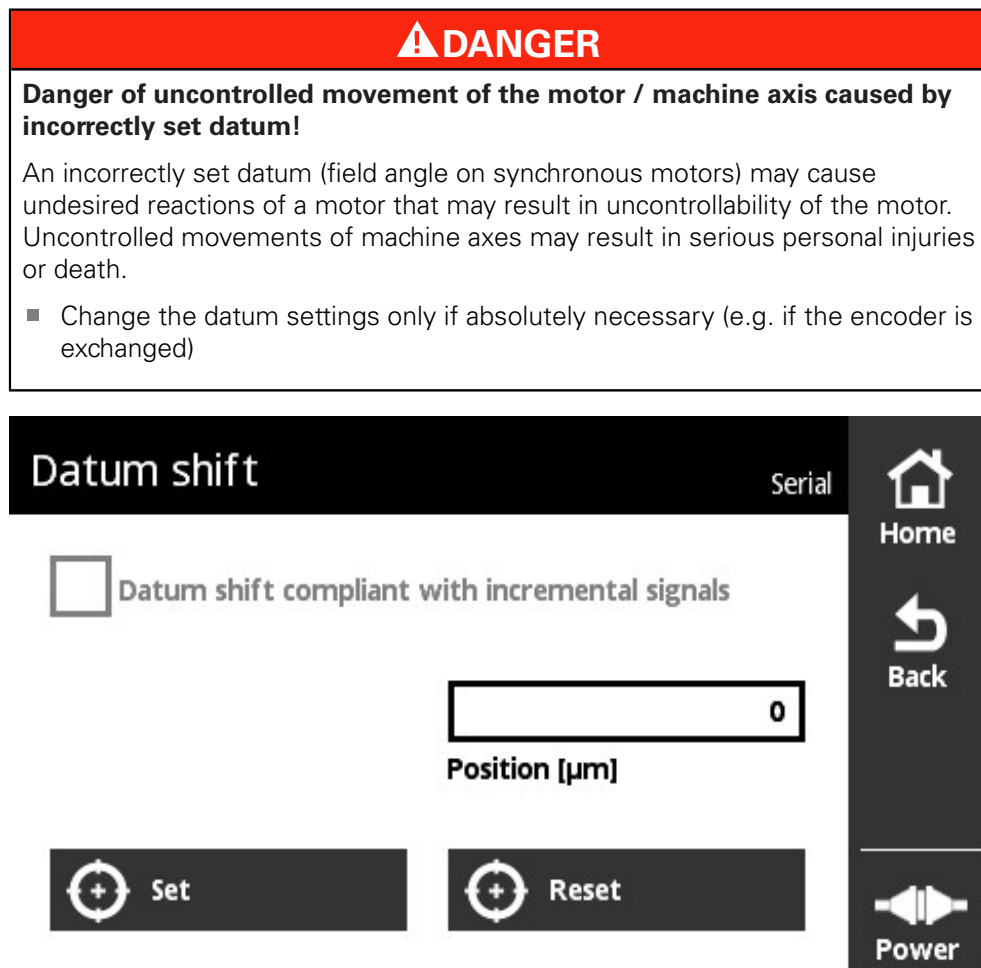 DANGER
Danger of uncontrolled movement of the motor / machine axis caused by
incorrectly set datum!
An incorrectly set datum (field angle on synchronous motors) may cause
undesired reactions of a motor that may result in uncontrollability of the motor.
Uncontrolled movements of machine axes may result in serious personal injuries
or death.
Change the datum settings only if absolutely necessary (e.g. if the encoder is
exchanged)
Datum shift
Serial
Home
Datum shift compliant with incremental signals
Back
0
Position [µm]
Set
Reset
Power